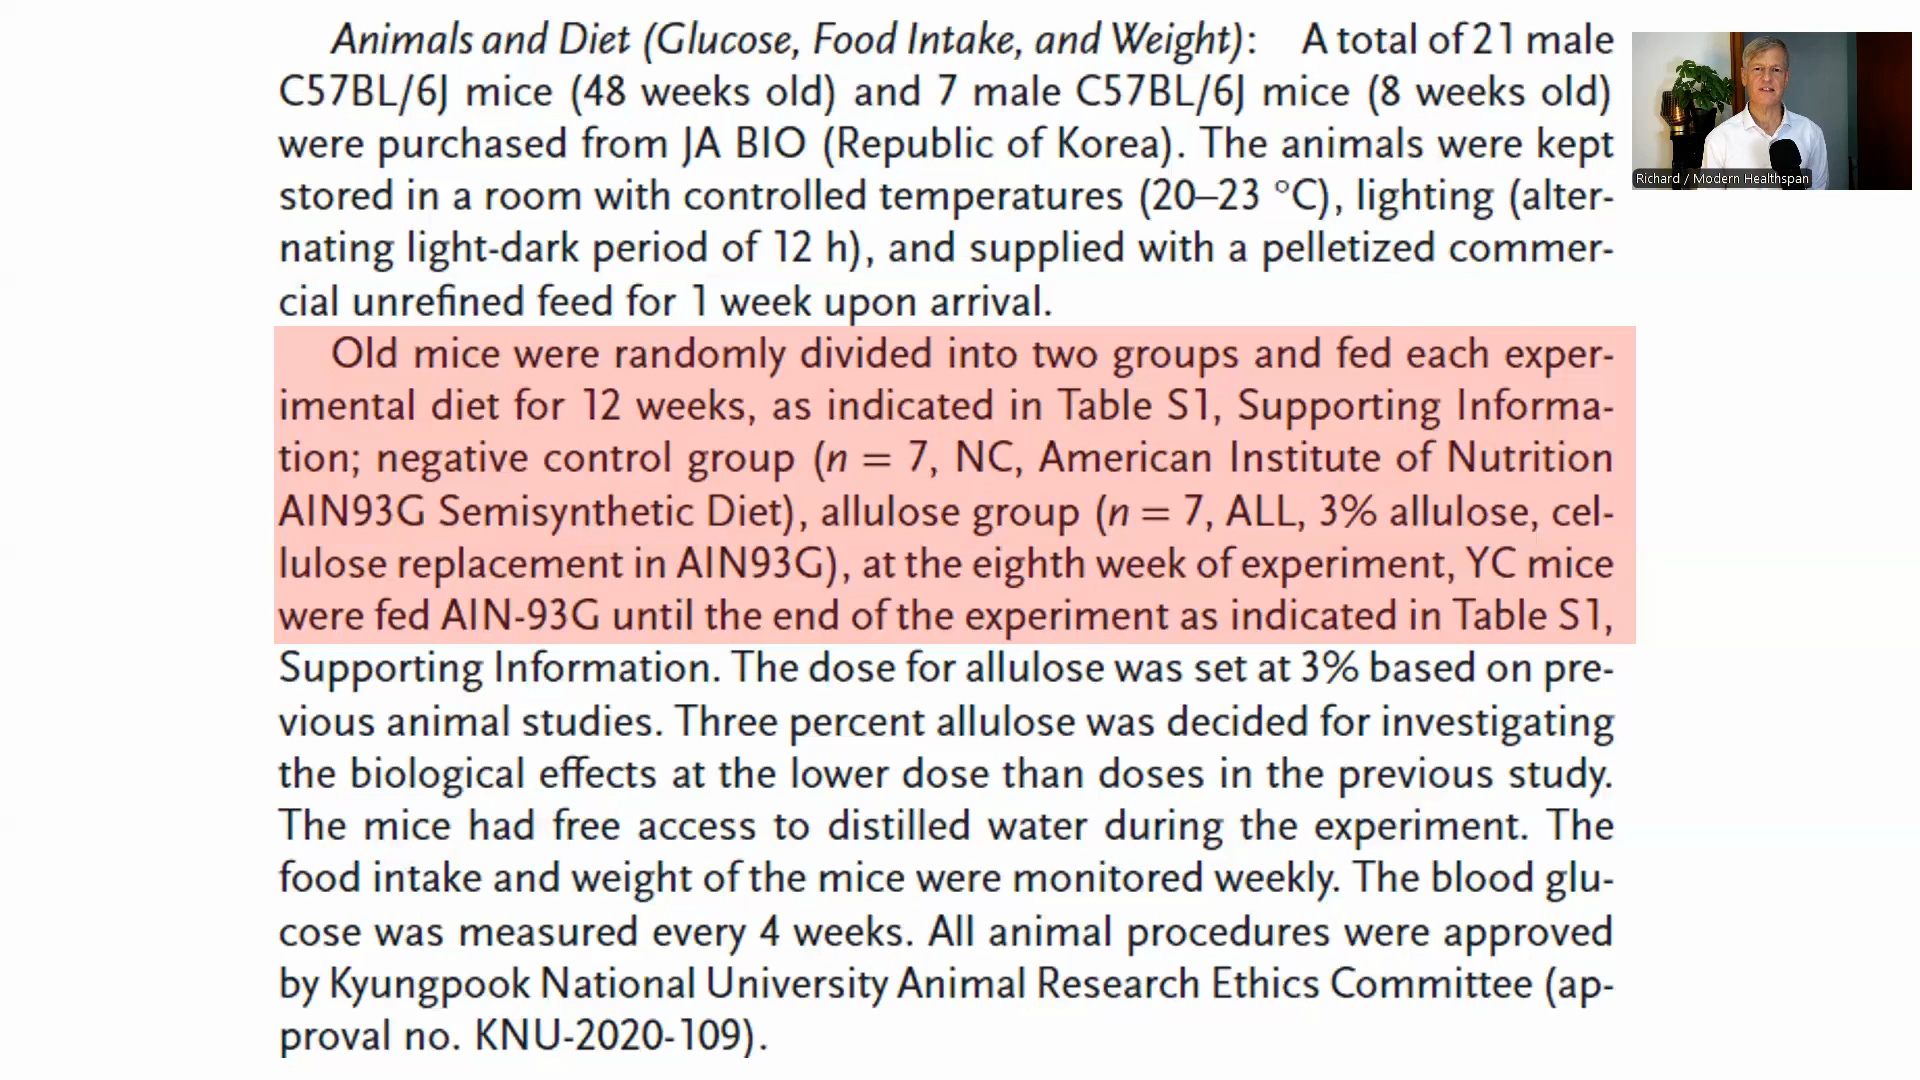 Animals and Diet (Glucose, Food Intake, and Weight): A total of 21 male
C57BL/6J mice (48 weeks old) and 7 male C57BL/6J mice (8 weeks old)
were purchased from JA BIO (Republic of Korea). The animals were kept
stored in a room with controlled temperatures (20–23 °C), lighting (alter-
nating light-dark period of 12 h), and supplied with a pelletized commer-
cial unrefined feed for 1 week upon arrival.
Old mice were randomly divided into two groups and fed each exper-
imental diet for 12 weeks, as indicated in Table S1, Supporting Informa-
tion; negative control group (n = 7, NC, American Institute of Nutrition
AIN93G Semisynthetic Diet), allulose group (n = 7, ALL, 3% allulose, cel-
lulose replacement in AIN93G), at the eighth week of experiment, YC mice
were fed AIN-93G until the end of the experiment as indicated in Table S1,
Supporting Information. The dose for allulose was set at 3% based on pre-
vious animal studies. Three percent allulose was decided for investigating
the biological effects at the lower dose than doses in the previous study.
The mice had free access to distilled water during the experiment. The
food intake and weight of the mice were monitored weekly. The blood glu-
cose was measured every 4 weeks. All animal procedures were approved
by Kyungpook National University Animal Research Ethics Committee (ap-
proval no. KNU-2020-109).
Richard / Modern Healthspan